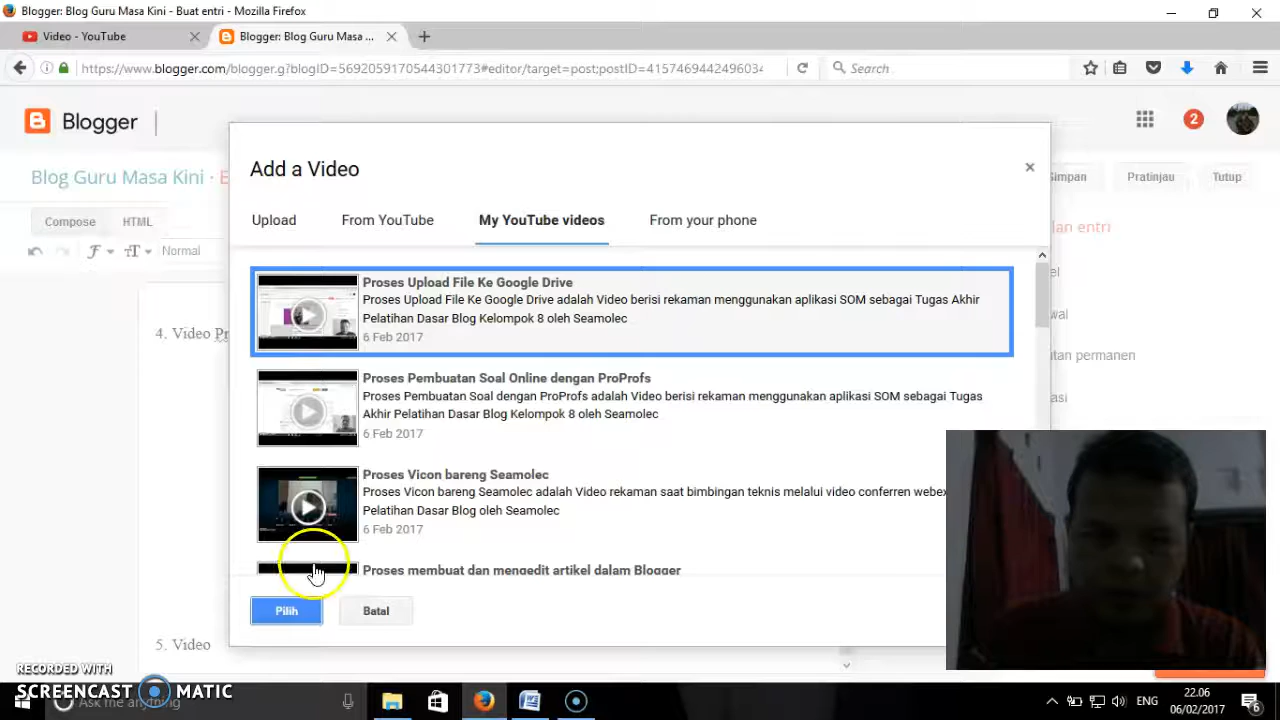 Blogger: Blog Guru Masa Kini - Buat entri - Mozilla Firefox
Video - YouTube
Blogger: Blog Guru Masa ...
https://www.blogger.com/blogger.g?blogID=5692059170544301773#editor/target=post;postID=4157469442496034
Search
Blogger
2
Add a Video
Blog Guru Masa Kini ·
Simpan
Pratinjau
Tutup
Upload
From YouTube
My YouTube videos
From your phone
Compose
HTML
Normal
Proses Upload File Ke Google Drive
Proses Upload File Ke Google Drive adalah Video berisi rekaman menggunakan aplikasi SOM sebagai Tugas Akhir
Pelatihan Dasar Blog Kelompok 8 oleh Seamolec
6 Feb 2017
4. Video Pr
Proses Pembuatan Soal Online dengan ProProfs
Proses Pembuatan Soal dengan ProProfs adalah Video berisi rekaman menggunakan aplikasi SOM sebagai Tugas
Akhir Pelatihan Dasar Blog Kelompok 8 oleh Seamolec
6 Feb 2017
Proses Vicon bareng Seamolec
Proses Vicon bareng Seamolec adalah Video rekaman saat bimbingan teknis melalui video conferren webex
Pelatihan Dasar Blog oleh Seamolec
6 Feb 2017
Proses membuat dan mengedit artikel dalam Blogger
Pilih
Batal
5. Video
RECORDED WITH
SCREENCAST MATIC
Ask me anything
ENG
22.06
06/02/2017
6